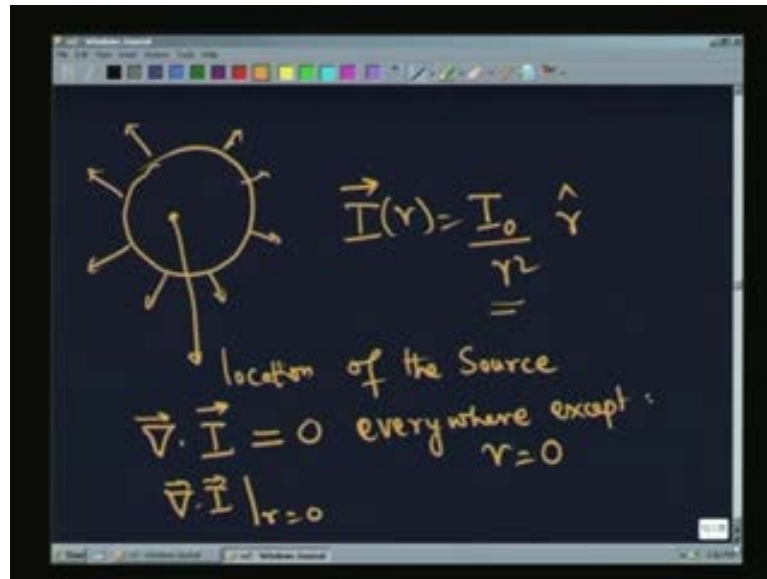 I⃗(r) = I₀/r² r̂
location of the Source
∇⃗·I⃗ = 0 everywhere except
r=0
∇⃗·I⃗ |r=0